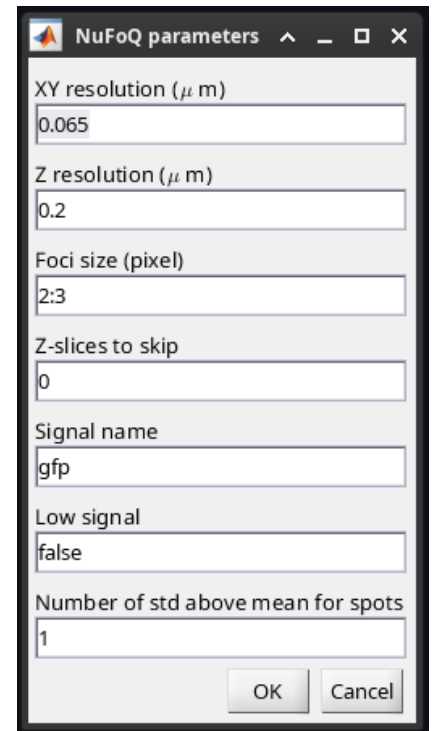 NuFoQ parameters
XY resolution (μ m)
0.065
Z resolution (μ m)
0.2
Foci size (pixel)
2:3
Z-slices to skip
0
Signal name
gfp
Low signal
false
Number of std above mean for spots
1
OK Cancel